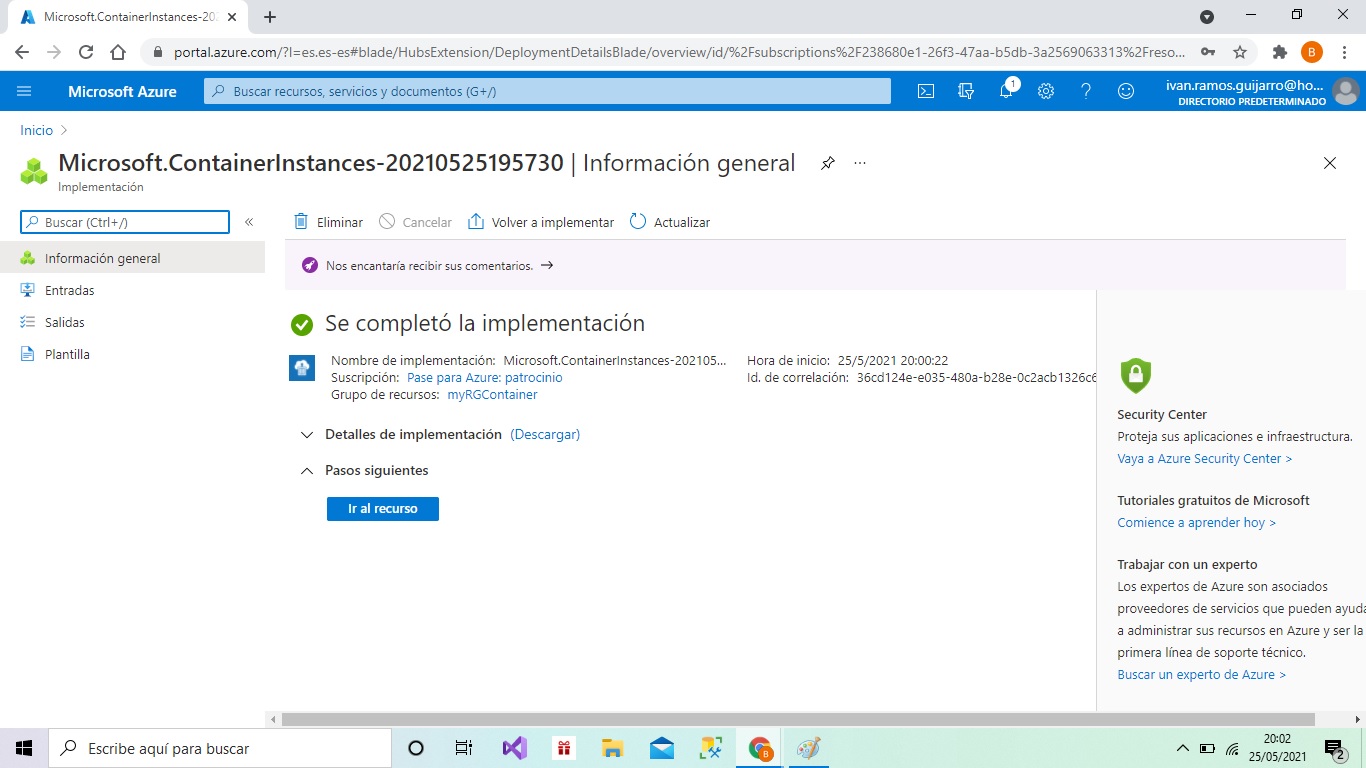 Microsoft.ContainerInstances-202
portal.azure.com/?l=es.es-es#blade/HubsExtension/DeploymentDetailsBlade/overview/id/%2Fsubscriptions%2F238680e1-26f3-47aa-b5db-3a2569063313%2Freso...
B
Microsoft Azure
Buscar recursos, servicios y documentos (G+/)
1
ivan.ramos.guijarro@ho...
DIRECTORIO PREDETERMINADO
Inicio
Microsoft.ContainerInstances-20210525195730 | Información general
Implementación
Buscar (Ctrl+/)
Eliminar
Cancelar
Volver a implementar
Actualizar
Información general
Entradas
Salidas
Plantilla
Nos encantaría recibir sus comentarios. →
Se completó la implementación
Nombre de implementación: Microsoft.ContainerInstances-202105...
Suscripción: Pase para Azure: patrocinio
Grupo de recursos: myRGContainer
Hora de inicio: 25/5/2021 20:00:22
Id. de correlación: 36cd124e-e035-480a-b28e-0c2acb1326c6
Detalles de implementación (Descargar)
Pasos siguientes
Ir al recurso
Security Center
Proteja sus aplicaciones e infraestructura.
Vaya a Azure Security Center >
Tutoriales gratuitos de Microsoft
Comience a aprender hoy >
Trabajar con un experto
Los expertos de Azure son asociados
proveedores de servicios que pueden ayuda
a administrar sus recursos en Azure y ser la
primera línea de soporte técnico.
Buscar un experto de Azure >
Escribe aquí para buscar
B
20:02
25/05/2021
2